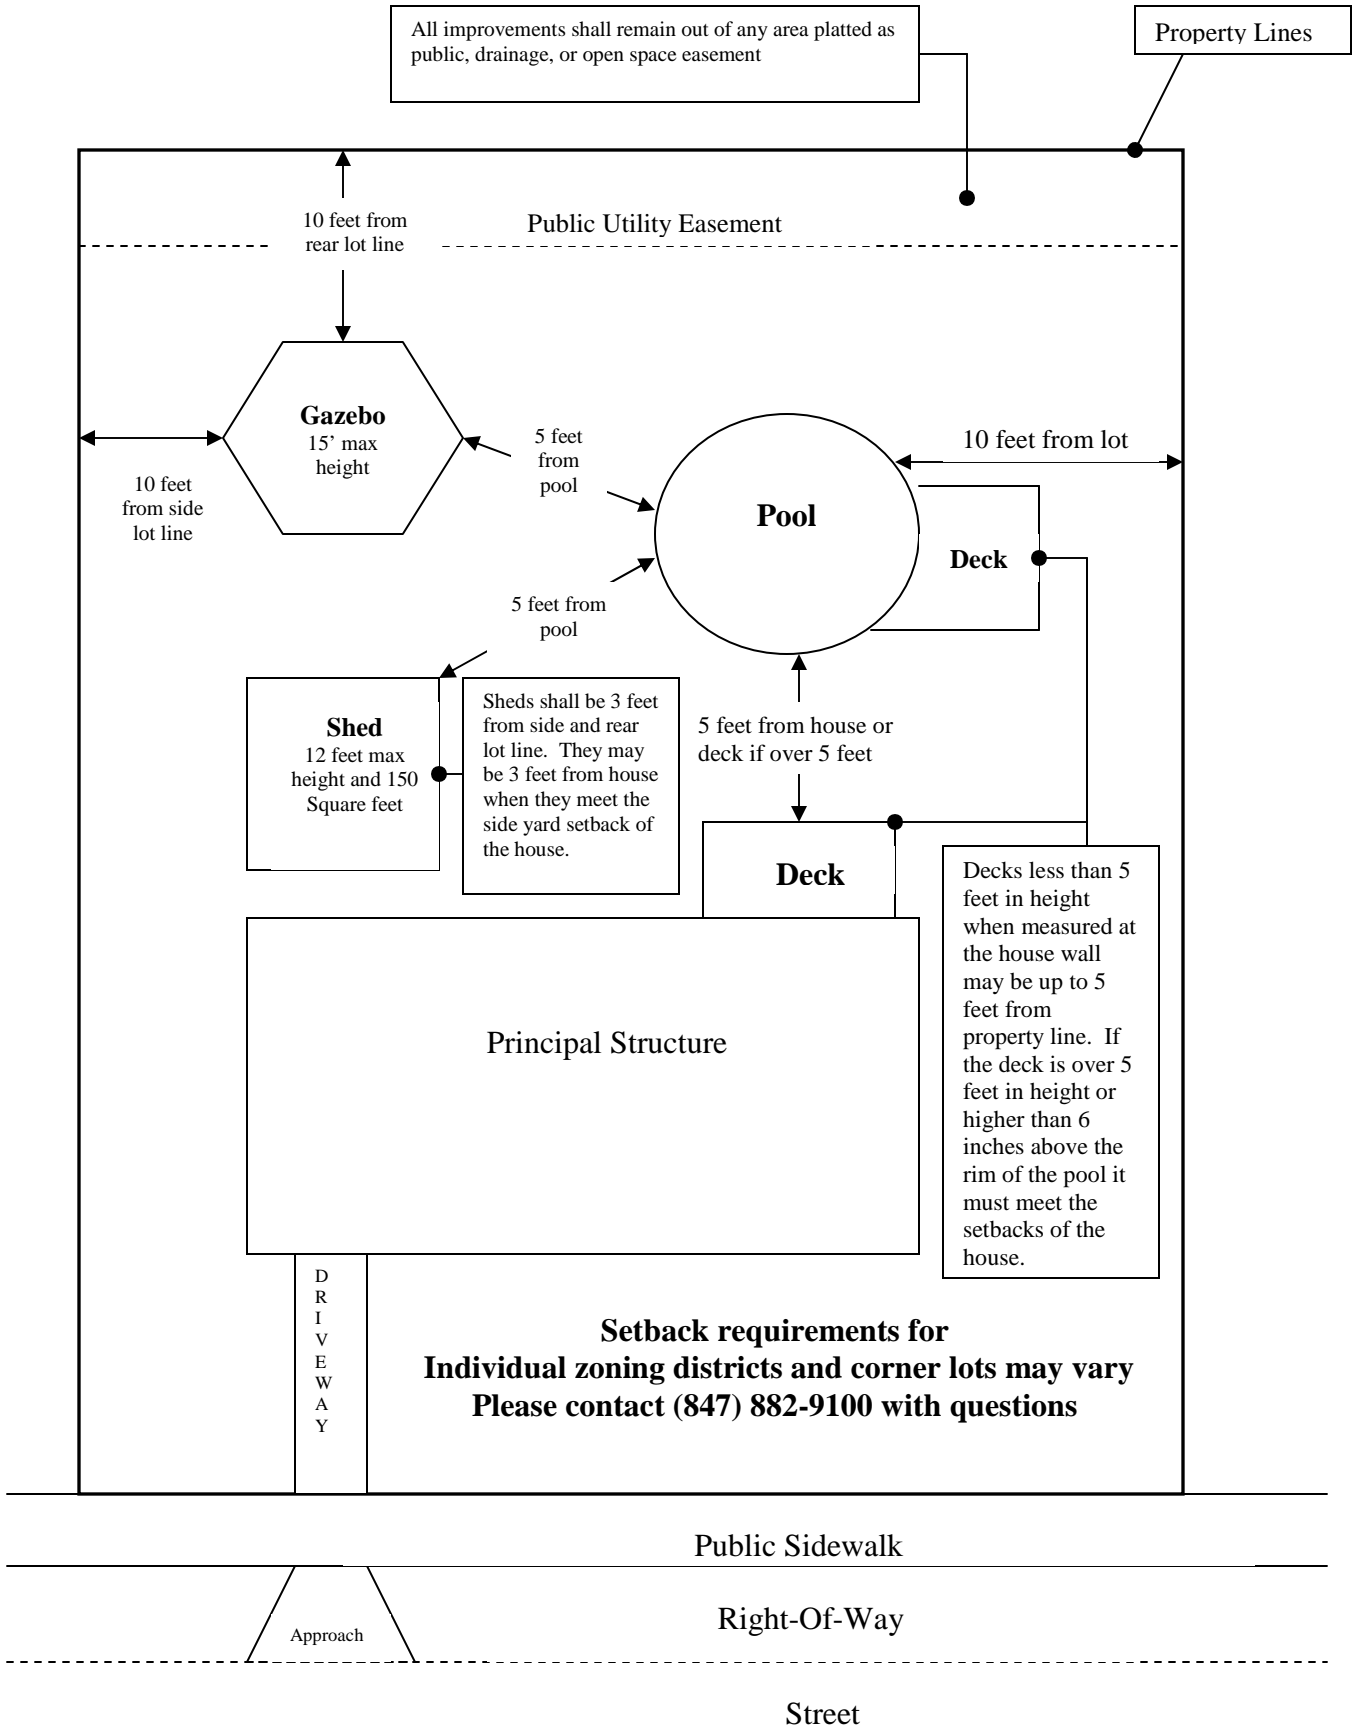 All improvements shall remain out of any area platted as
public, drainage, or open space easement
Property Lines
10 feet from
rear lot line
Public Utility Easement
Gazebo
15’ max
height
10 feet
from side
lot line
5 feet
from
pool
Pool
10 feet from lot
Deck
5 feet from
pool
Shed
12 feet max
height and 150
Square feet
Sheds shall be 3 feet
from side and rear
lot line.  They may
be 3 feet from house
when they meet the
side yard setback of
the house.
5 feet from house or
deck if over 5 feet
Deck
Decks less than 5
feet in height
when measured at
the house wall
may be up to 5
feet from
property line.  If
the deck is over 5
feet in height or
higher than 6
inches above the
rim of the pool it
must meet the
setbacks of the
house.
Principal Structure
D
R
I
V
E
W
A
Y
Setback requirements for
Individual zoning districts and corner lots may vary
Please contact (847) 882-9100 with questions
Public Sidewalk
Right-Of-Way
Approach
Street